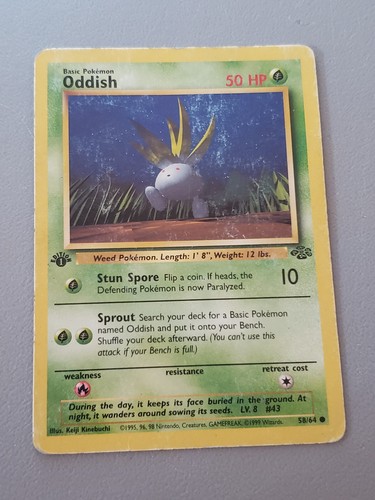 Basic Pokémon
Oddish
50 HP
Weed Pokémon. Length: 1' 8", Weight: 12 lbs.
EDITION
1
Stun Spore Flip a coin. If heads, the
Defending Pokémon is now Paralyzed.
10
Sprout Search your deck for a Basic Pokémon
named Oddish and put it onto your Bench.
Shuffle your deck afterward. (You can't use this
attack if your Bench is full.)
weakness
resistance
retreat cost
During the day, it keeps its face buried in the ground. At
night, it wanders around sowing its seeds. LV. 8 #43
Illus. Keiji Kinebuchi
©1995, 96, 98 Nintendo, Creatures, GAMEFREAK. ©1999 Wizards.
58/64